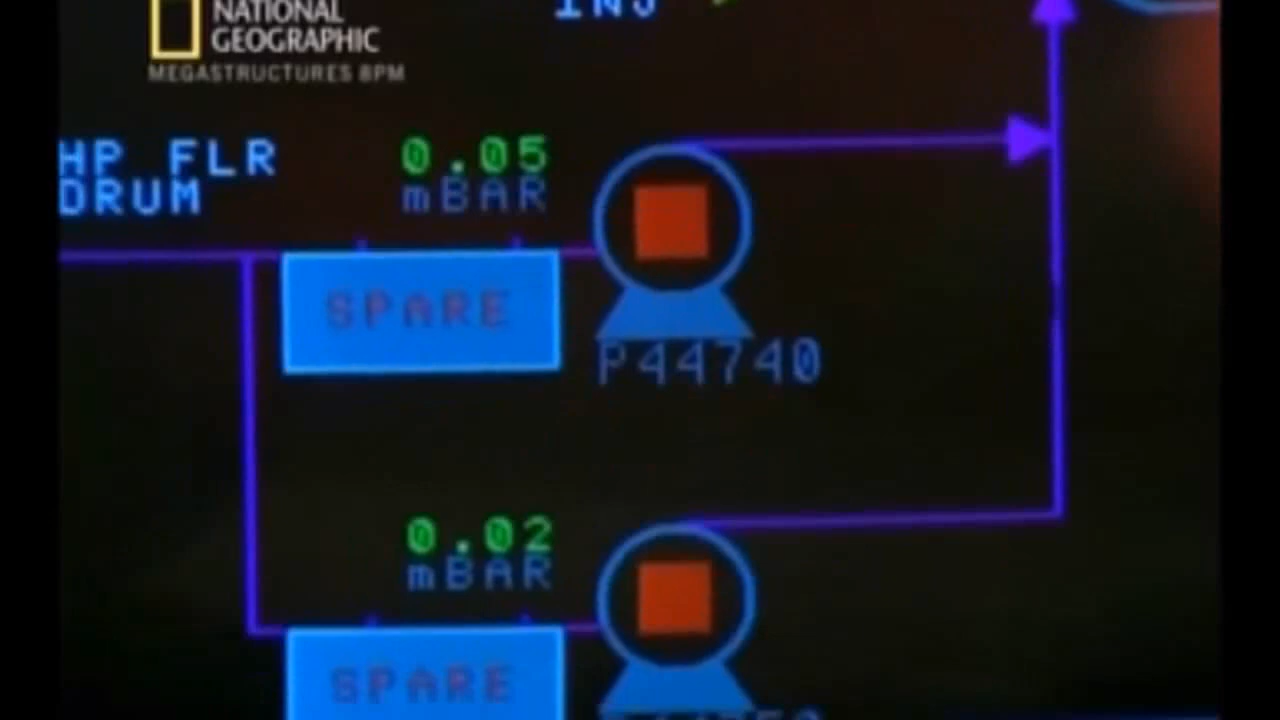 NATIONAL
GEOGRAPHIC
MEGASTRUCTURES 8PM
INJ
HP FLR
DRUM
0.05
mBAR
SPARE
P44740
0.02
mBAR
SPARE